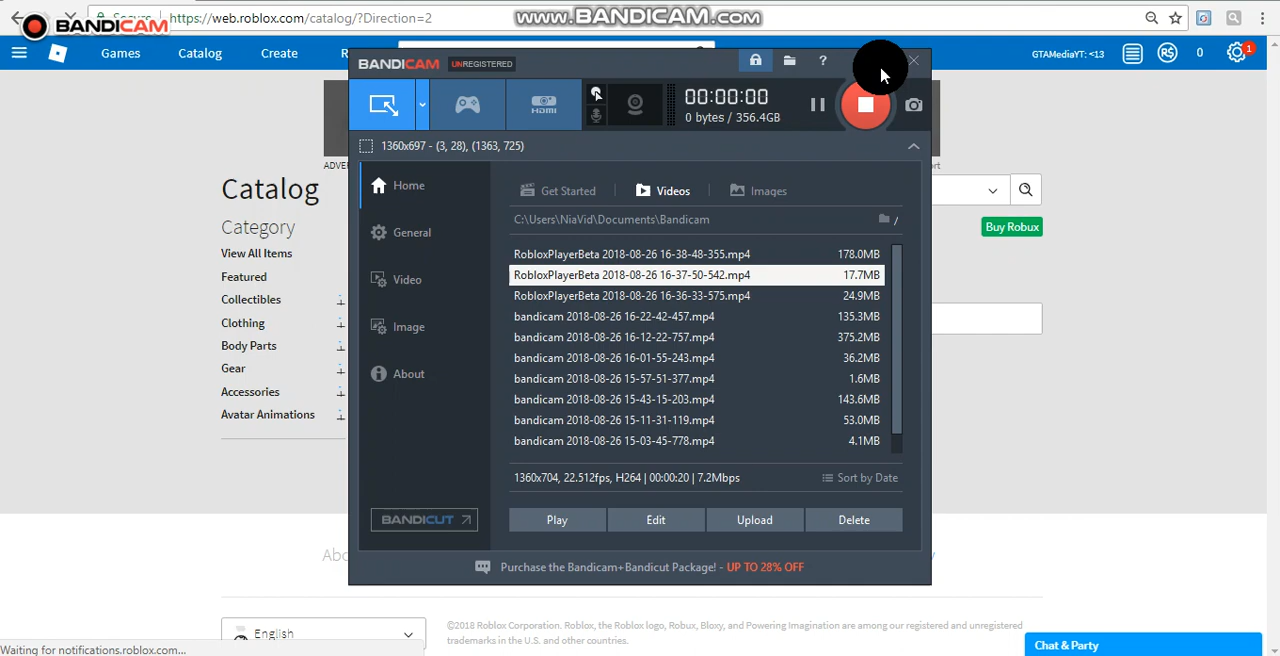 Secure https://web.roblox.com/catalog/?Direction=2
BANDICAM
www.BANDICAM.com
Games Catalog Create R
GTAMediaYT: <13 R$ 0 1
BANDICAM UNREGISTERED ?
HDMI
00:00:00
0 bytes / 356.4GB
ADVE
1360x697 - (3, 28), (1363, 725)
Catalog
Home
General
Video
Image
About
Get Started Videos Images
C:\Users\NiaVid\Documents\Bandicam /
RobloxPlayerBeta 2018-08-26 16-38-48-355.mp4 178.0MB
RobloxPlayerBeta 2018-08-26 16-37-50-542.mp4 17.7MB
RobloxPlayerBeta 2018-08-26 16-36-33-575.mp4 24.9MB
bandicam 2018-08-26 16-22-42-457.mp4 135.3MB
bandicam 2018-08-26 16-12-22-757.mp4 375.2MB
bandicam 2018-08-26 16-01-55-243.mp4 36.2MB
bandicam 2018-08-26 15-57-51-377.mp4 1.6MB
bandicam 2018-08-26 15-43-15-203.mp4 143.6MB
bandicam 2018-08-26 15-11-31-119.mp4 53.0MB
bandicam 2018-08-26 15-03-45-778.mp4 4.1MB
1360x704, 22.512fps, H264 | 00:00:20 | 7.2Mbps Sort by Date
Play Edit Upload Delete
BANDICUT
Purchase the Bandicam+Bandicut Package! - UP TO 28% OFF
Buy Robux
Category
View All Items
Featured
Collectibles
Clothing
Body Parts
Gear
Accessories
Avatar Animations
English
©2018 Roblox Corporation. Roblox, the Roblox logo, Robux, Bloxy, and Powering Imagination are among our registered and unregistered
trademarks in the U.S. and other countries.
Waiting for notifications.roblox.com...
Chat & Party